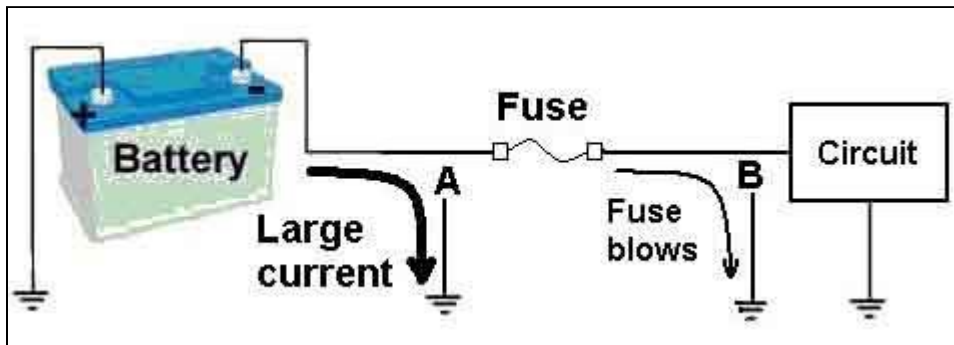 +
-
Battery
Fuse
Circuit
A
B
Large
current
Fuse
blows